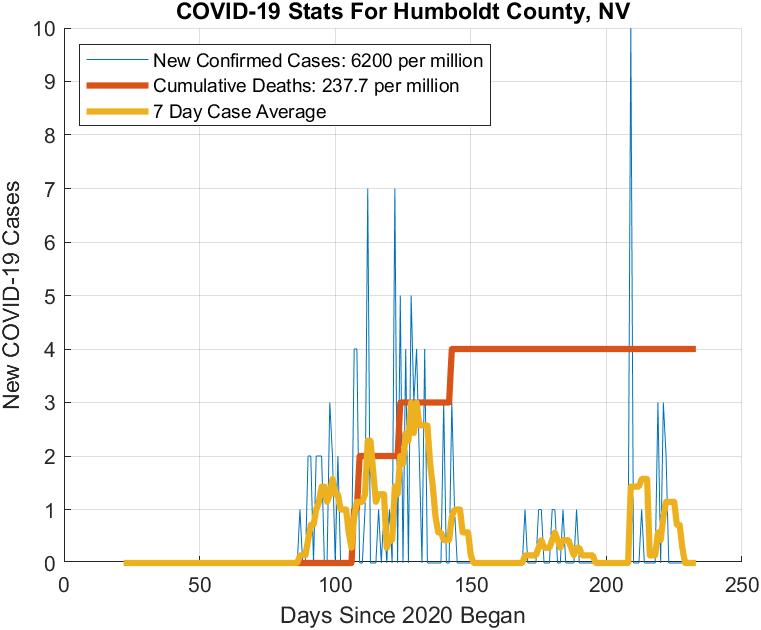 COVID-19 Stats For Humboldt County, NV
New Confirmed Cases: 6200 per million
Cumulative Deaths: 237.7 per million
7 Day Case Average
New COVID-19 Cases
10
9
8
7
6
5
4
3
2
1
0
0 50 100 150 200 250
Days Since 2020 Began